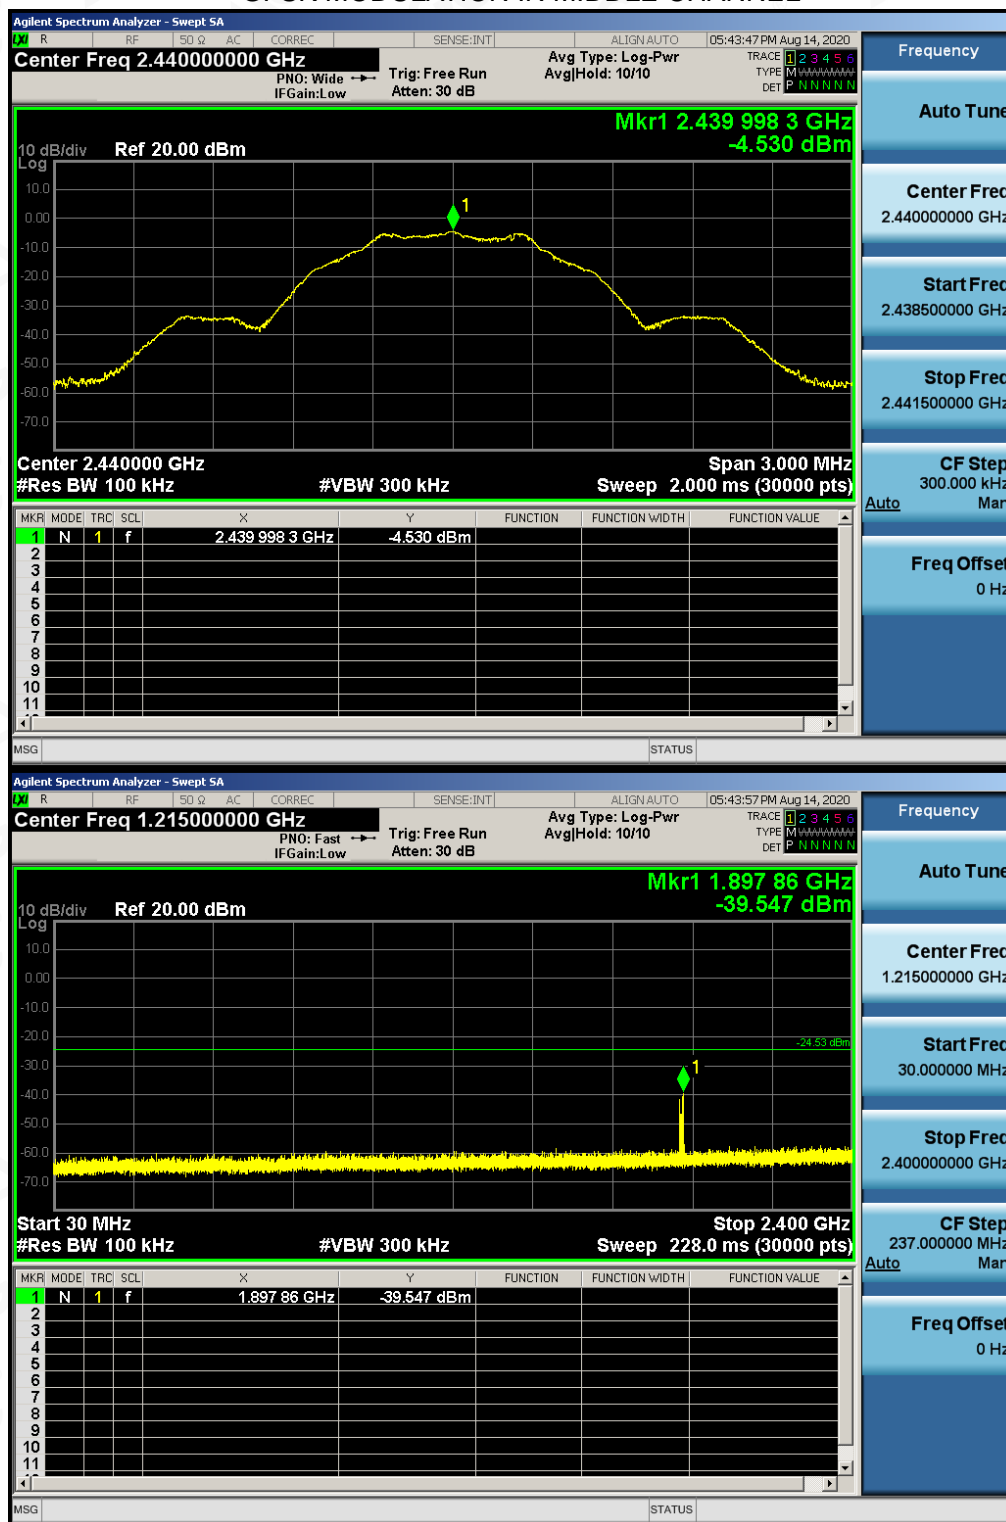 GFSK MODULATION IN MIDDLE CHANNEL
Agilent Spectrum Analyzer - Swept SA
LXI R RF 50 Ω AC CORREC SENSE:INT ALIGN AUTO 05:43:47 PM Aug 14, 2020
Center Freq 2.440000000 GHz
PNO: Wide
IFGain:Low
Trig: Free Run
Atten: 30 dB
Avg Type: Log-Pwr
Avg|Hold: 10/10
TRACE 1 2 3 4 5 6
TYPE M WWWWW
DET P N N N N N
Frequency
Auto Tune
Mkr1 2.439 998 3 GHz
-4.530 dBm
10 dB/div Ref 20.00 dBm
Log
10.0
0.00
-10.0
-20.0
-30.0
-40.0
-50.0
-60.0
-70.0
1
Center 2.440000 GHz Span 3.000 MHz
#Res BW 100 kHz #VBW 300 kHz Sweep 2.000 ms (30000 pts)
Center Freq
2.440000000 GHz
Start Freq
2.438500000 GHz
Stop Freq
2.441500000 GHz
CF Step
300.000 kHz
Auto Man
Freq Offset
0 Hz
MKR MODE TRC SCL X Y FUNCTION FUNCTION WIDTH FUNCTION VALUE
1 N 1 f 2.439 998 3 GHz -4.530 dBm
2
3
4
5
6
7
8
9
10
11
MSG STATUS
Agilent Spectrum Analyzer - Swept SA
LXI R RF 50 Ω AC CORREC SENSE:INT ALIGN AUTO 05:43:57 PM Aug 14, 2020
Center Freq 1.215000000 GHz
PNO: Fast
IFGain:Low
Trig: Free Run
Atten: 30 dB
Avg Type: Log-Pwr
Avg|Hold: 10/10
TRACE 1 2 3 4 5 6
TYPE M WWWWW
DET P N N N N N
Frequency
Auto Tune
Mkr1 1.897 86 GHz
-39.547 dBm
10 dB/div Ref 20.00 dBm
Log
10.0
0.00
-10.0
-20.0
-30.0
-40.0
-50.0
-60.0
-70.0
-24.53 dBm
1
Start 30 MHz Stop 2.400 GHz
#Res BW 100 kHz #VBW 300 kHz Sweep 228.0 ms (30000 pts)
Center Freq
1.215000000 GHz
Start Freq
30.000000 MHz
Stop Freq
2.400000000 GHz
CF Step
237.000000 MHz
Auto Man
Freq Offset
0 Hz
MKR MODE TRC SCL X Y FUNCTION FUNCTION WIDTH FUNCTION VALUE
1 N 1 f 1.897 86 GHz -39.547 dBm
2
3
4
5
6
7
8
9
10
11
MSG STATUS